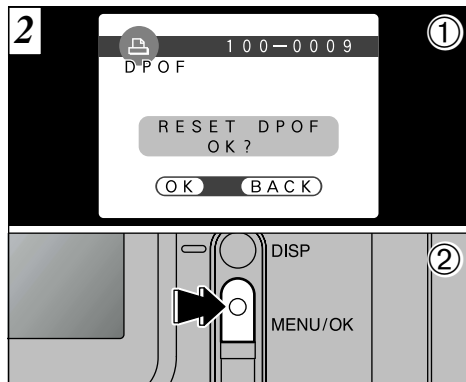 2
①
100-0009
DPOF
RESET DPOF
OK?
OK BACK
②
DISP
MENU/OK